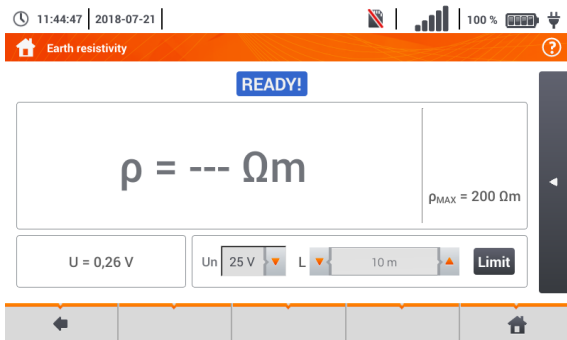 11:44:47 2018-07-21 100 %
Earth resistivity ?
READY!
ρ = --- Ωm
ρMAX = 200 Ωm
U = 0,26 V Un 25 V L 10 m Limit